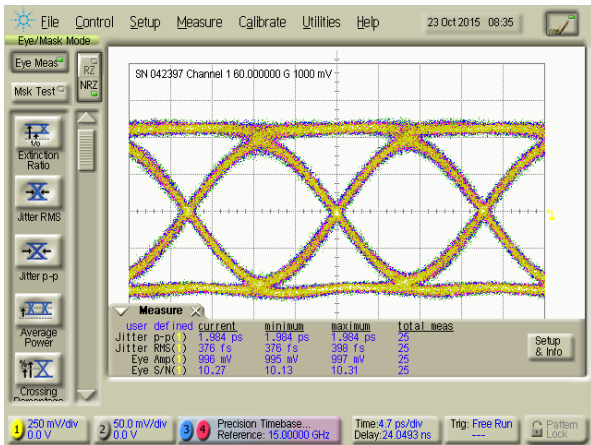 File Control Setup Measure Calibrate Utilities Help 23 Oct 2015 08:35
Eye/Mask Mode
Eye Meas
RZ
NRZ
Msk Test
1/0
Extinction
Ratio
Jitter RMS
Jitter p-p
Average
Power
Crossing
SN 042397 Channel 1 60.000000 G 1000 mV
Measure
user defined current minimum maximum total meas
Jitter p-p(1) 1.984 ps 1.984 ps 1.984 ps 25
Jitter RMS(1) 376 fs 376 fs 398 fs 25
Eye Amp(1) 996 mV 995 mV 997 mV 25
Eye S/N(1) 10.27 10.13 10.31 25
Setup
& Info
1 250 mV/div
0.0 V
2 50.0 mV/div
0.0 V
3 4 Precision Timebase...
Reference: 15.00000 GHz
Time:4.7 ps/div
Delay:24.0493 ns
Trig: Free Run
---
Pattern
Lock